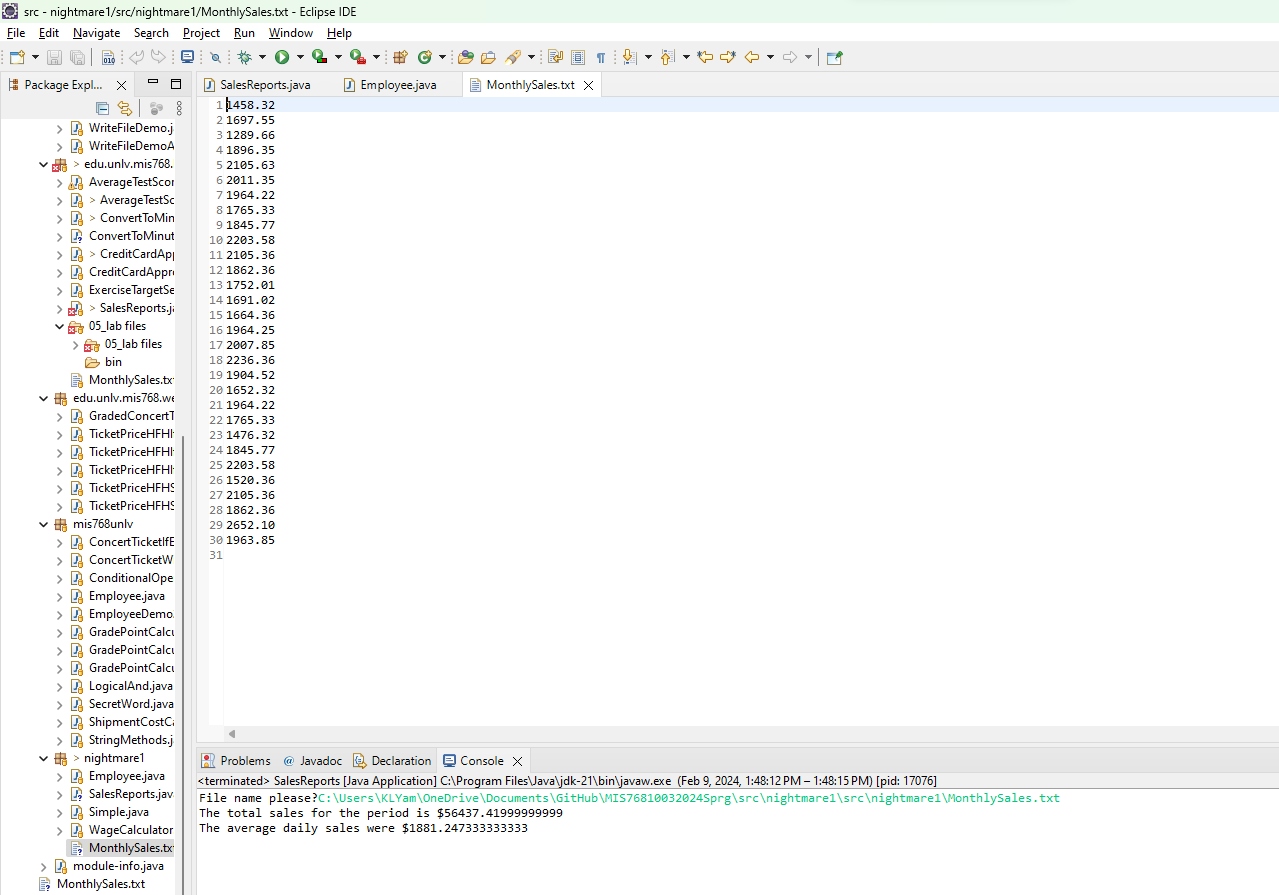 src - nightmare1/src/nightmare1/MonthlySales.txt - Eclipse IDE
File Edit Navigate Search Project Run Window Help
Package Expl...
SalesReports.java
Employee.java
MonthlySales.txt
WriteFileDemo.j
WriteFileDemoA
> edu.unlv.mis768.
AverageTestScor
> AverageTestSc
> ConvertToMin
ConvertToMinut
> CreditCardApp
CreditCardAppr
ExerciseTargetSe
> SalesReports.ja
05_lab files
05_lab files
bin
MonthlySales.txt
edu.unlv.mis768.we
GradedConcertT
TicketPriceHFHI
TicketPriceHFHI
TicketPriceHFHI
TicketPriceHFHI
TicketPriceHFHS
TicketPriceHFHS
mis768unlv
ConcertTicketIfE
ConcertTicketW
ConditionalOpe
Employee.java
EmployeeDemo.
GradePointCalcu
GradePointCalcu
GradePointCalcu
LogicalAnd.java
SecretWord.java
ShipmentCostCa
StringMethods.j
> nightmare1
Employee.java
SalesReports.java
Simple.java
WageCalculator
MonthlySales.txt
module-info.java
MonthlySales.txt
1 1458.32
2 1697.55
3 1289.66
4 1896.35
5 2105.63
6 2011.35
7 1964.22
8 1765.33
9 1845.77
10 2203.58
11 2105.36
12 1862.36
13 1752.01
14 1691.02
15 1664.36
16 1964.25
17 2007.85
18 2236.36
19 1904.52
20 1652.32
21 1964.22
22 1765.33
23 1476.32
24 1845.77
25 2203.58
26 1520.36
27 2105.36
28 1862.36
29 2652.10
30 1963.85
31
Problems @ Javadoc Declaration Console
<terminated> SalesReports [Java Application] C:\Program Files\Java\jdk-21\bin\javaw.exe (Feb 9, 2024, 1:48:12 PM – 1:48:15 PM) [pid: 17076]
File name please?C:\Users\KLYam\OneDrive\Documents\GitHub\MIS76810032024Sprg\src\nightmare1\src\nightmare1\MonthlySales.txt
The total sales for the period is $56437.41999999999
The average daily sales were $1881.247333333333